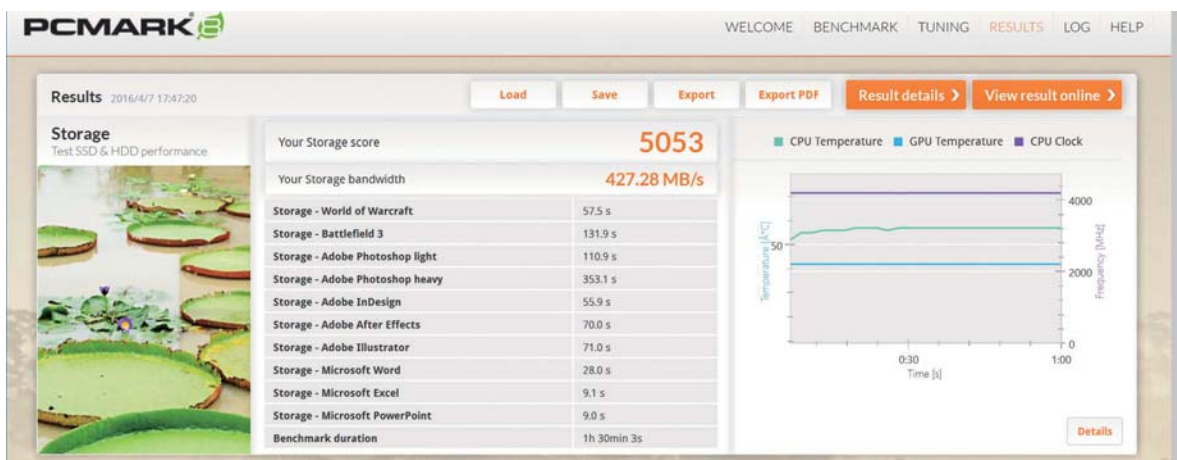 PCMARK 8
WELCOME BENCHMARK TUNING RESULTS LOG HELP
Results 2016/4/7 17:47:20
Load Save Export Export PDF Result details ❯ View result online ❯
Storage
Test SSD & HDD performance
Your Storage score 5053
Your Storage bandwidth 427.28 MB/s
Storage - World of Warcraft 57.5 s
Storage - Battlefield 3 131.9 s
Storage - Adobe Photoshop light 110.9 s
Storage - Adobe Photoshop heavy 353.1 s
Storage - Adobe InDesign 55.9 s
Storage - Adobe After Effects 70.0 s
Storage - Adobe Illustrator 71.0 s
Storage - Microsoft Word 28.0 s
Storage - Microsoft Excel 9.1 s
Storage - Microsoft PowerPoint 9.0 s
Benchmark duration 1h 30min 3s
CPU Temperature GPU Temperature CPU Clock
Temperature [Â°C]
50
4000
2000
0
Frequency [MHz]
0:30 1:00
Time [s]
Details